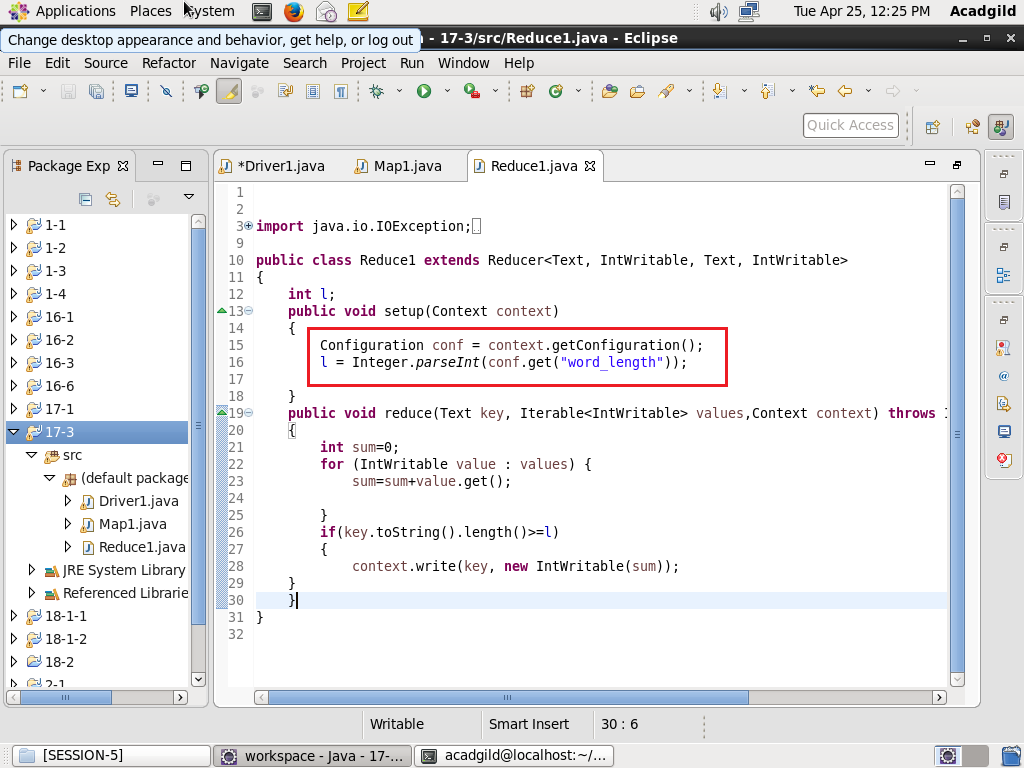 Applications Places System
Tue Apr 25, 12:25 PM Acadgild
Change desktop appearance and behavior, get help, or log out
- 17-3/src/Reduce1.java - Eclipse
File Edit Source Refactor Navigate Search Project Run Window Help
Quick Access
Package Exp
*Driver1.java Map1.java Reduce1.java
1-1
1-2
1-3
1-4
16-1
16-2
16-3
16-6
17-1
17-3
src
(default package
Driver1.java
Map1.java
Reduce1.java
JRE System Library
Referenced Librarie
18-1-1
18-1-2
18-2
2-1
1
2
3 import java.io.IOException;
9
10 public class Reduce1 extends Reducer<Text, IntWritable, Text, IntWritable>
11 {
12 int l;
13 public void setup(Context context)
14 {
15 Configuration conf = context.getConfiguration();
16 l = Integer.parseInt(conf.get("word_length"));
17
18 }
19 public void reduce(Text key, Iterable<IntWritable> values,Context context) throws
20 {
21 int sum=0;
22 for (IntWritable value : values) {
23 sum=sum+value.get();
24
25 }
26 if(key.toString().length()>=l)
27 {
28 context.write(key, new IntWritable(sum));
29 }
30 }
31 }
32
Writable Smart Insert 30 : 6
[SESSION-5] workspace - Java - 17-... acadgild@localhost:~/...